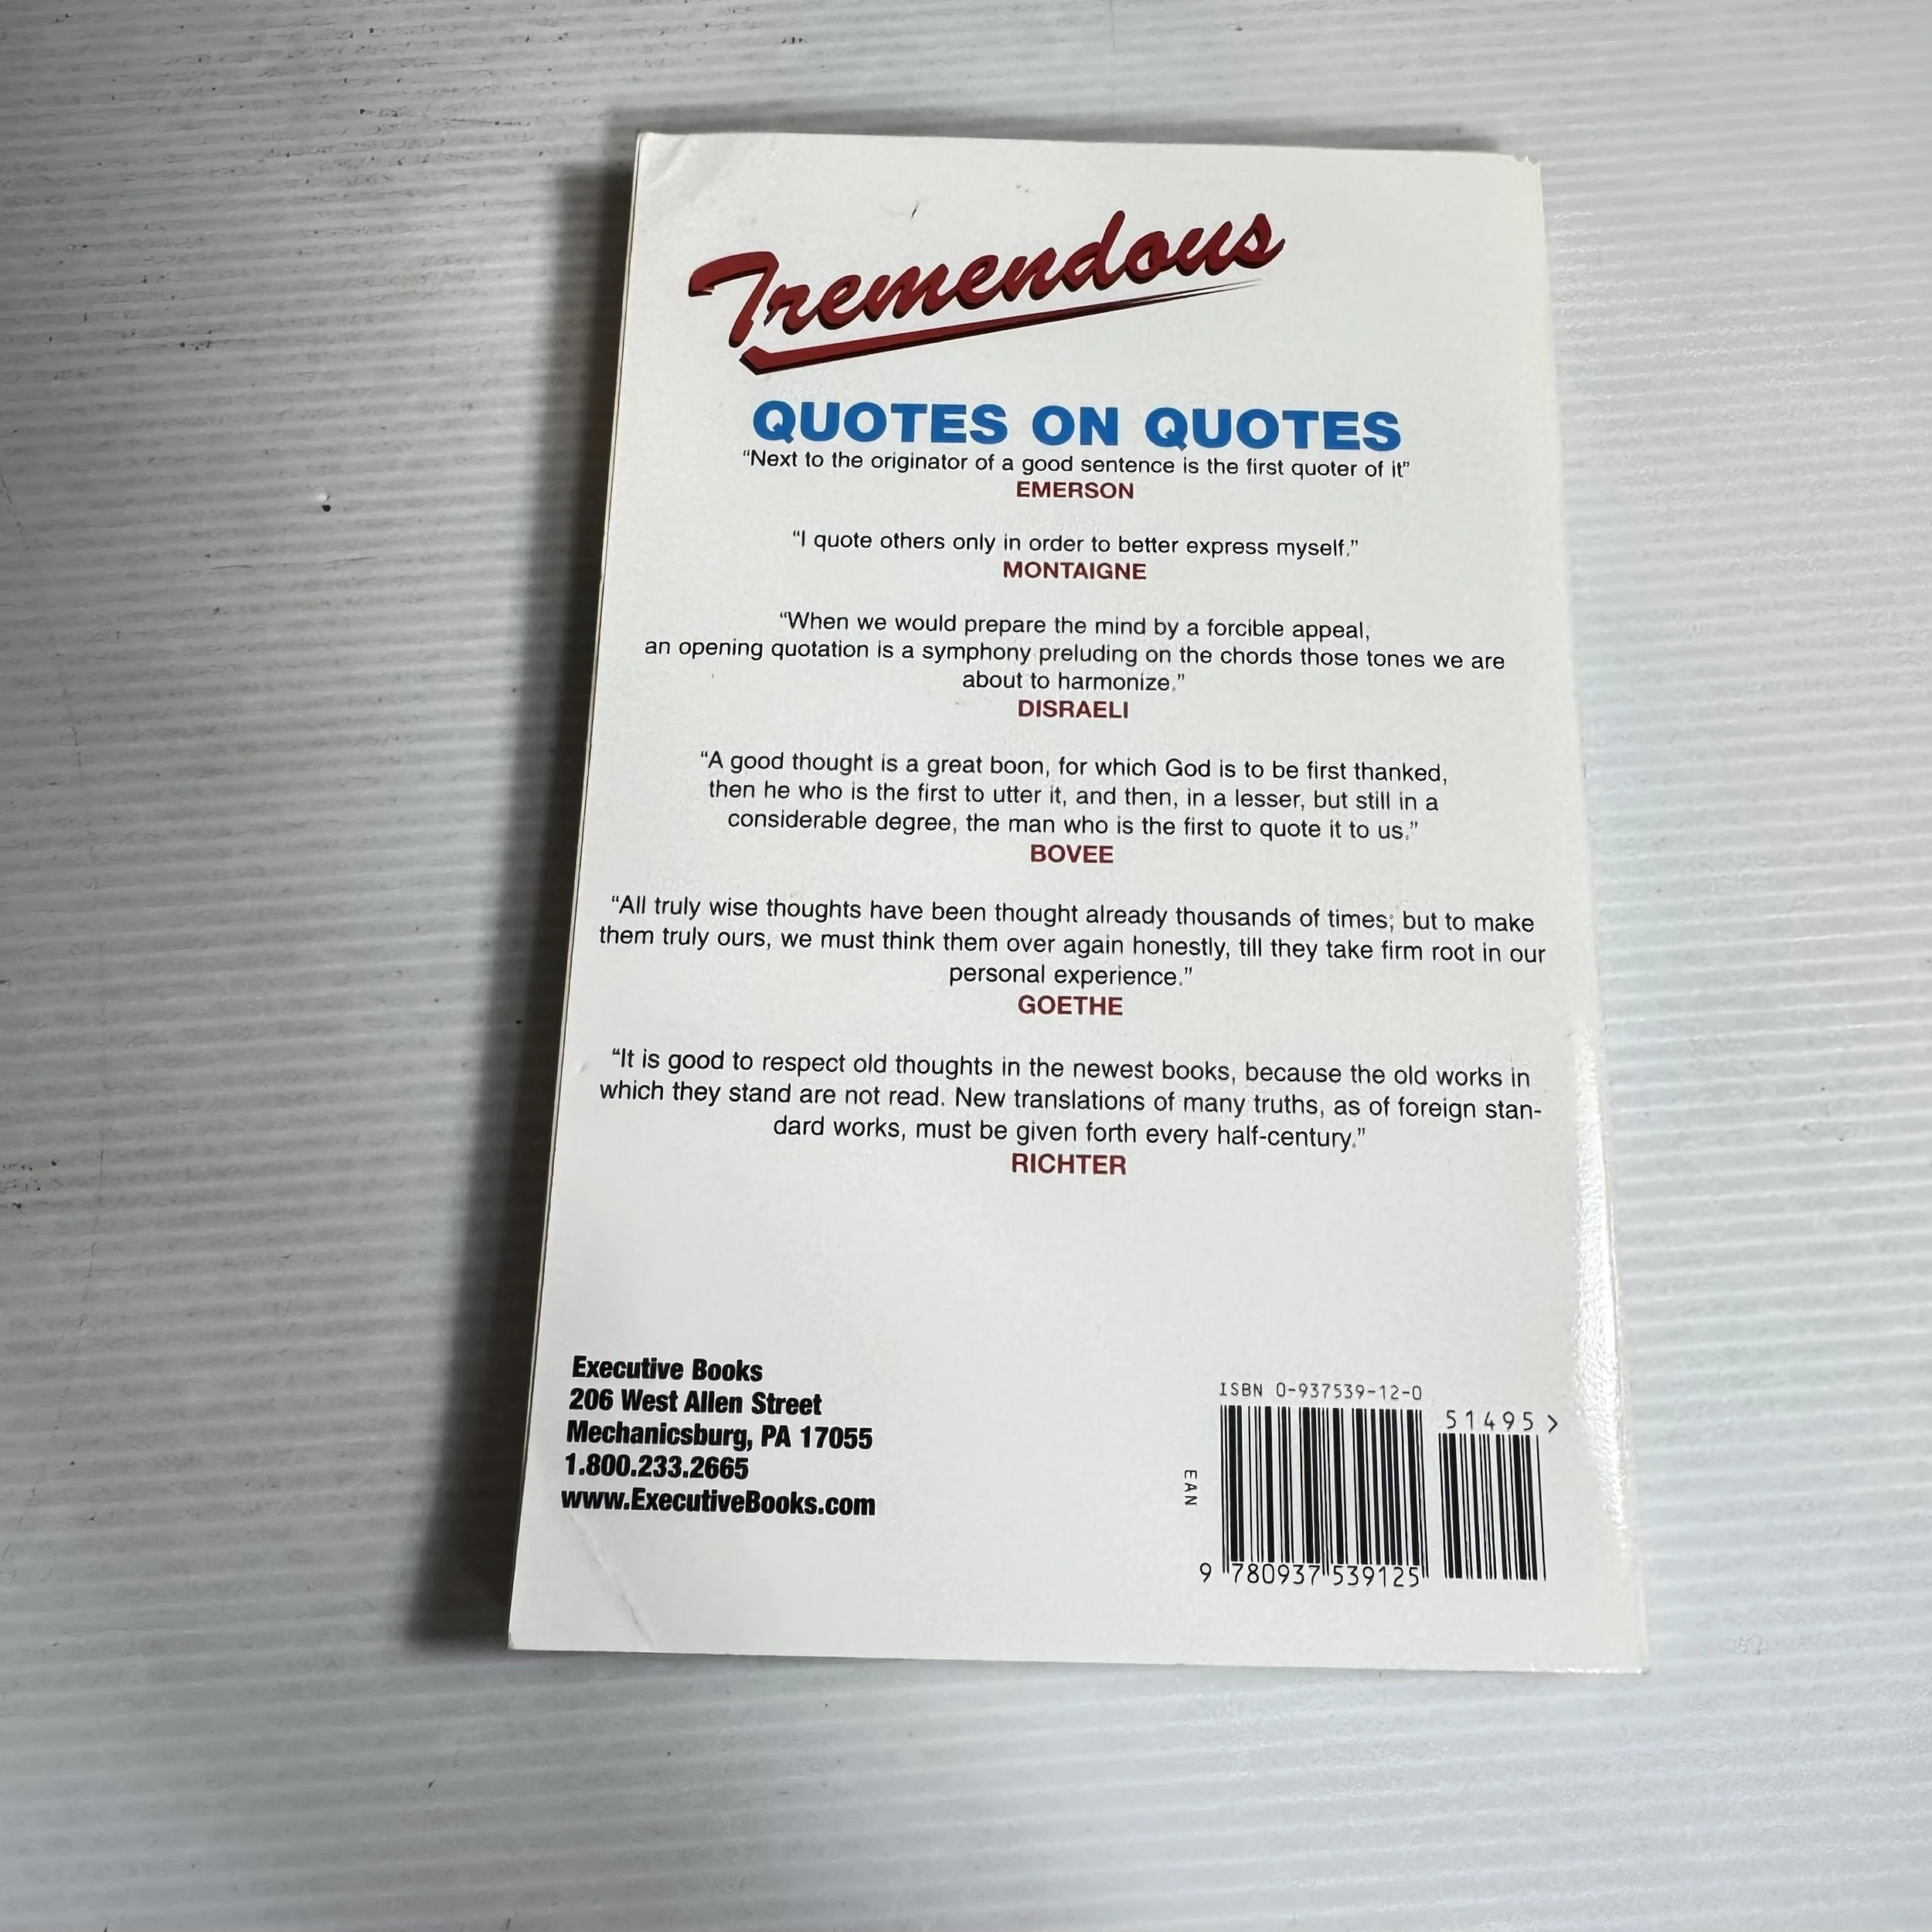 Tremendous
QUOTES ON QUOTES
“Next to the originator of a good sentence is the first quoter of it”
EMERSON
“I quote others only in order to better express myself.”
MONTAIGNE
“When we would prepare the mind by a forcible appeal,
an opening quotation is a symphony preluding on the chords those tones we are
about to harmonize.”
DISRAELI
“A good thought is a great boon, for which God is to be first thanked,
then he who is the first to utter it, and then, in a lesser, but still in a
considerable degree, the man who is the first to quote it to us.”
BOVEE
“All truly wise thoughts have been thought already thousands of times; but to make
them truly ours, we must think them over again honestly, till they take firm root in our
personal experience.”
GOETHE
“It is good to respect old thoughts in the newest books, because the old works in
which they stand are not read. New translations of many truths, as of foreign stan-
dard works, must be given forth every half-century.”
RICHTER
Executive Books
206 West Allen Street
Mechanicsburg, PA 17055
1.800.233.2665
www.ExecutiveBooks.com
ISBN 0-937539-12-0
51495 >
EAN
9 780937 539125